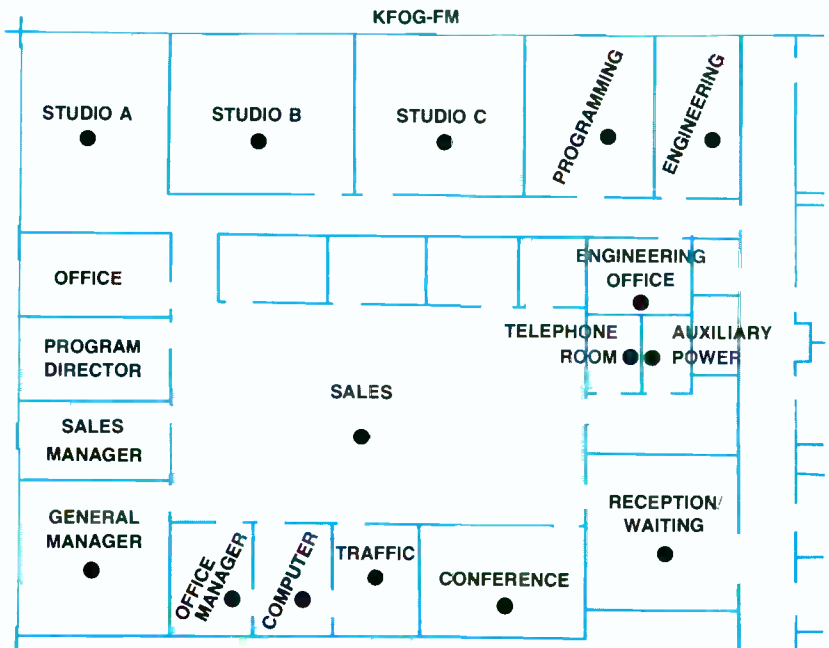 KFOG-FM
STUDIO A
STUDIO B
STUDIO C
PROGRAMMING
ENGINEERING
OFFICE
ENGINEERING
OFFICE
PROGRAM
DIRECTOR
TELEPHONE
ROOM
AUXILIARY
POWER
SALES
SALES
MANAGER
GENERAL
MANAGER
OFFICE
MANAGER
COMPUTER
TRAFFIC
CONFERENCE
RECEPTION/
WAITING